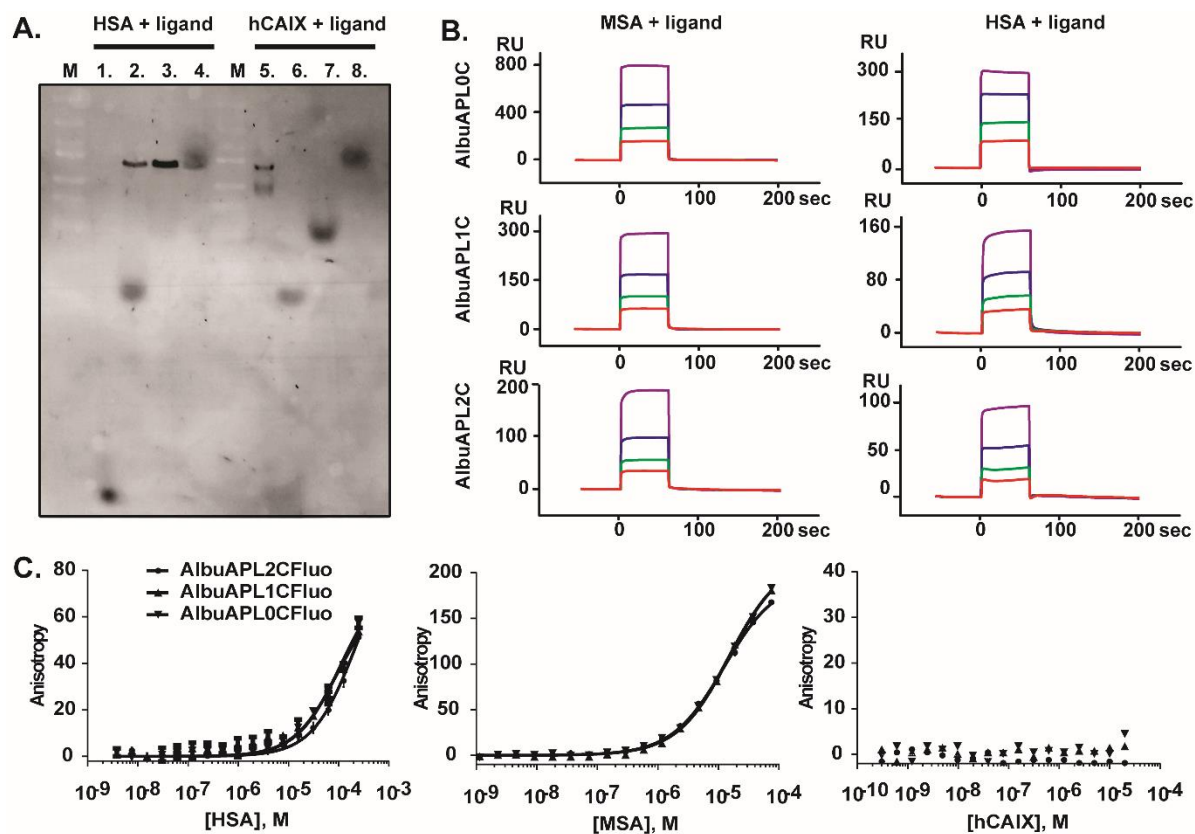 A.
HSA + ligand
hCAIX + ligand
M 1. 2. 3. 4. M 5. 6. 7. 8.
B.
MSA + ligand
HSA + ligand
AlbuAPL0C
RU
800
400
0
0 100 200 sec
RU
300
150
0
0 100 200 sec
AlbuAPL1C
RU
300
150
0
0 100 200 sec
RU
160
80
0
0 100 200 sec
AlbuAPL2C
RU
200
100
0
0 100 200 sec
RU
100
50
0
0 100 200 sec
C.
Anisotropy
80
60
40
20
0
AlbuAPL2CFluo
AlbuAPL1CFluo
AlbuAPL0CFluo
10-9 10-8 10-7 10-6 10-5 10-4 10-3
[HSA], M
Anisotropy
200
150
100
50
0
10-9 10-8 10-7 10-6 10-5 10-4
[MSA], M
Anisotropy
40
30
20
10
0
10-10 10-9 10-8 10-7 10-6 10-5 10-4
[hCAIX], M